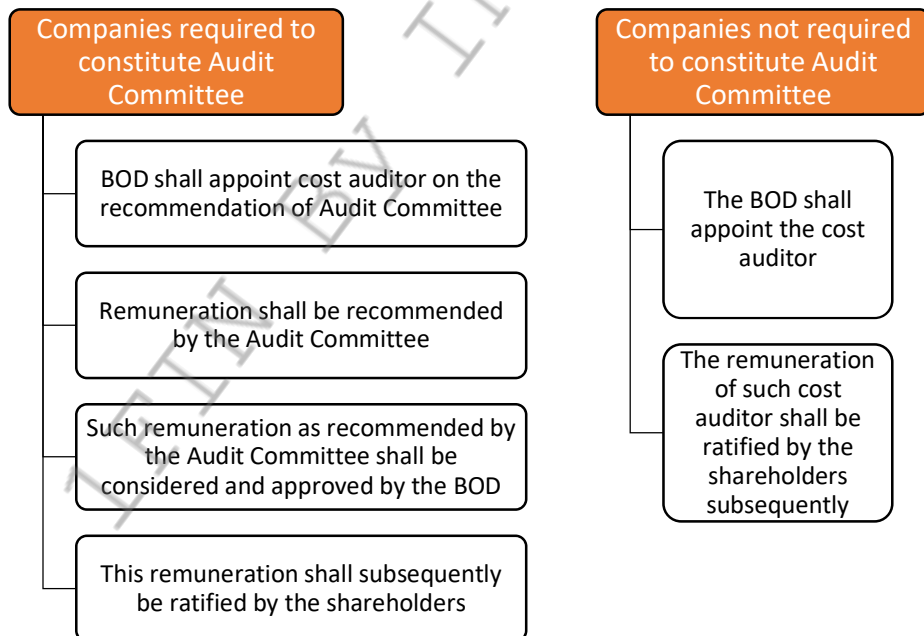 Companies required to
constitute Audit
Committee
BOD shall appoint cost auditor on the
recommendation of Audit Committee
Remuneration shall be recommended
by the Audit Committee
Such remuneration as recommended by
the Audit Committee shall be
considered and approved by the BOD
This remuneration shall subsequently
be ratified by the shareholders
Companies not required
to constitute Audit
Committee
The BOD shall
appoint the cost
auditor
The remuneration
of such cost
auditor shall be
ratified by the
shareholders
subsequently
1FIN BY